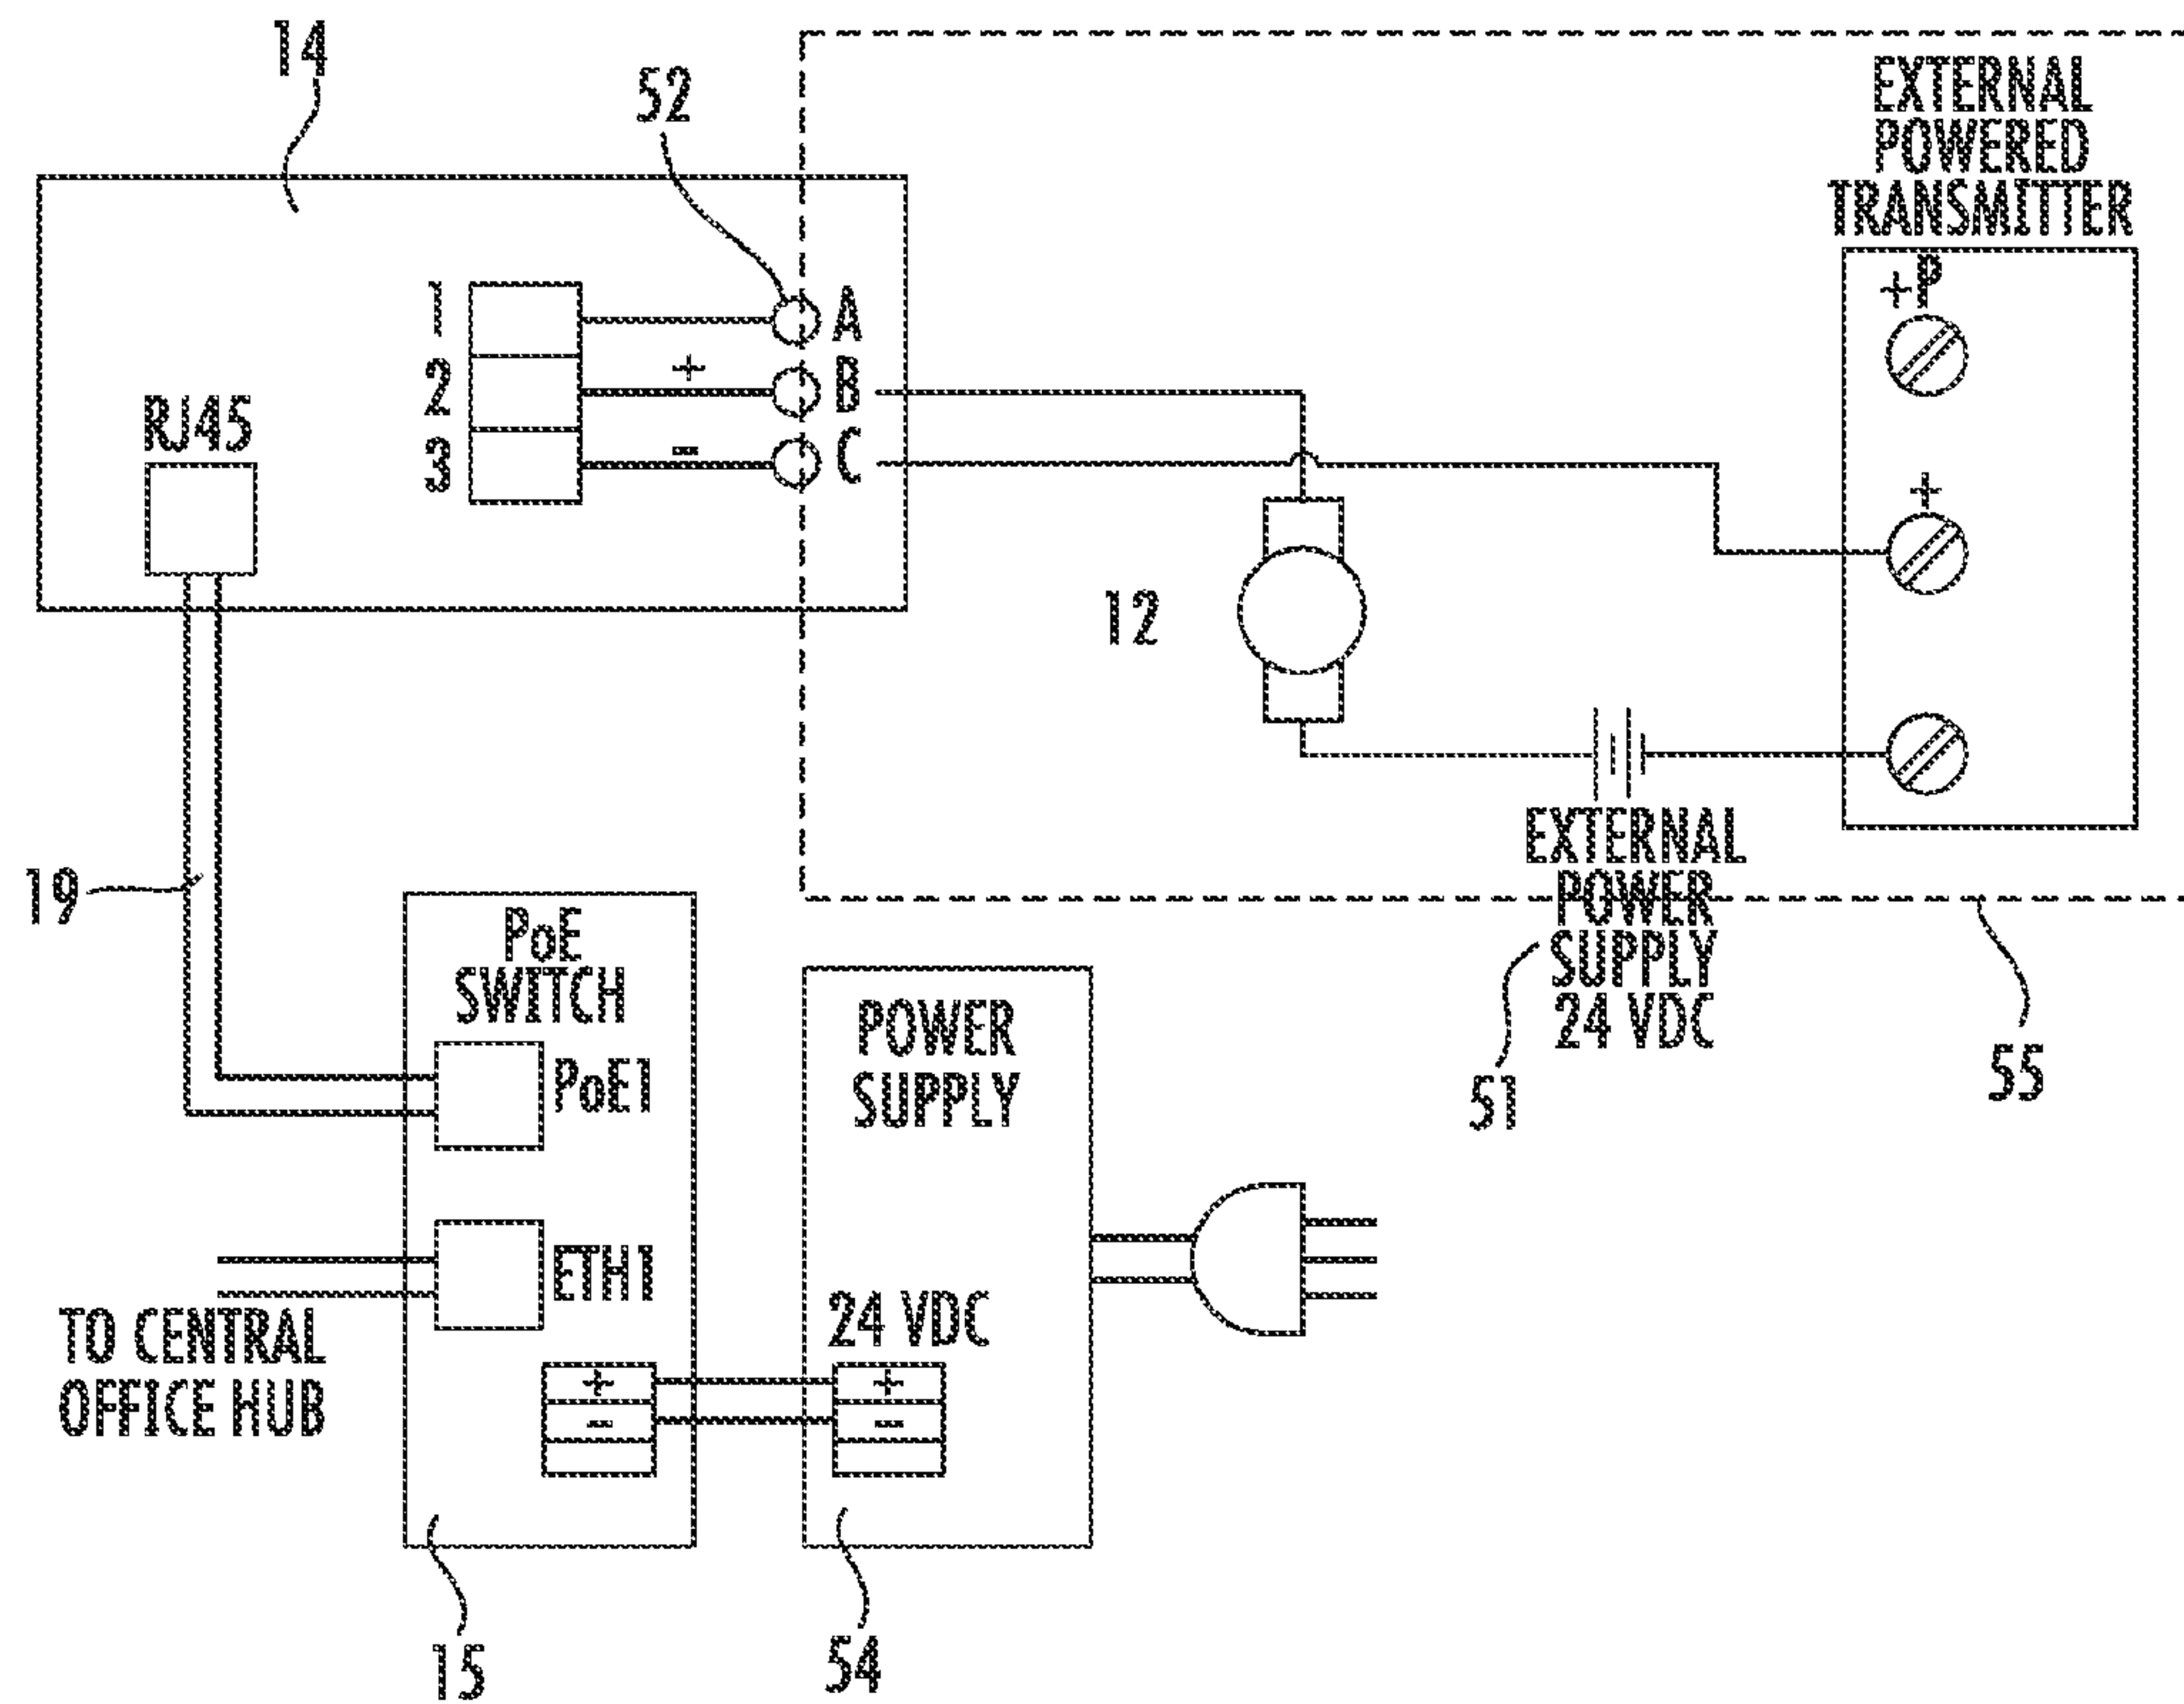 14
52
EXTERNAL
POWERED
TRANSMITTER
+P
1
A
2
+
B
3
-
C
RJ45
+
12
19
EXTERNAL
POWER
SUPPLY
24 VDC
51
55
PoE
SWITCH
PoE1
ETH1
+
-
TO CENTRAL
OFFICE HUB
POWER
SUPPLY
24 VDC
+
-
15
54